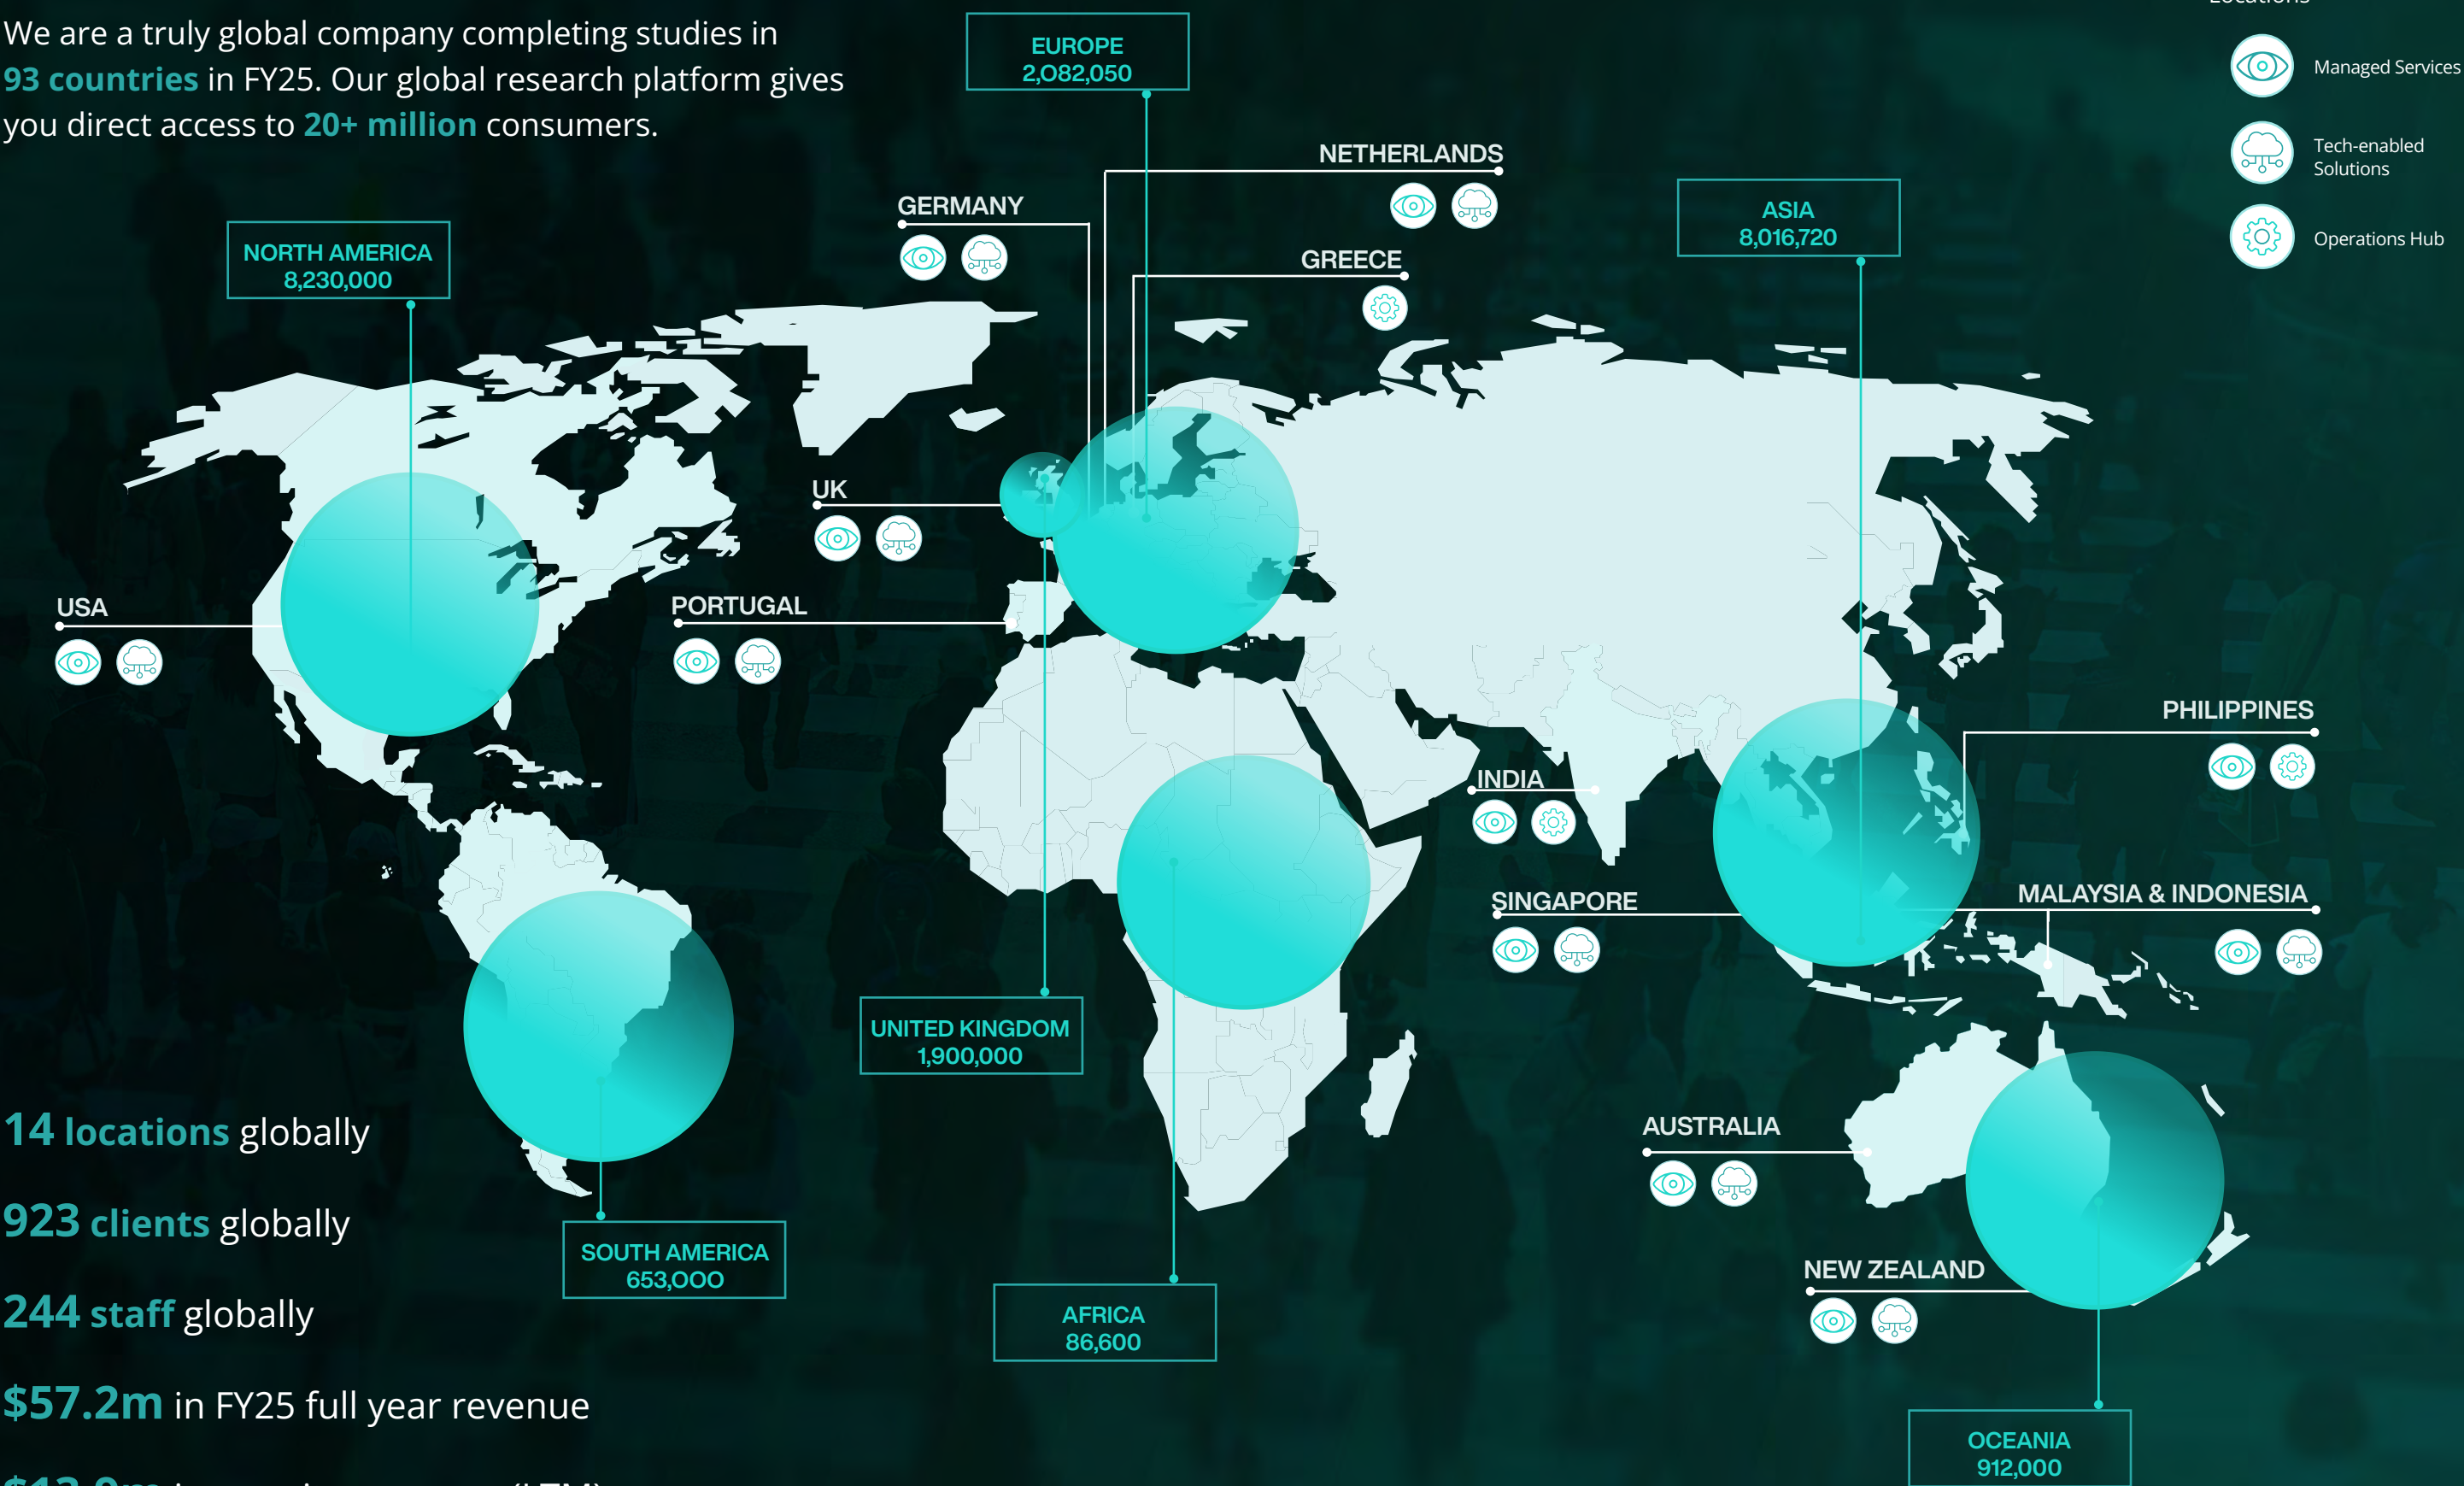 We are a truly global company completing studies in
93 countries in FY25. Our global research platform gives
you direct access to 20+ million consumers.
Locations
Managed Services
Tech-enabled
Solutions
Operations Hub
EUROPE
2,082,050
NETHERLANDS
GERMANY
GREECE
ASIA
8,016,720
NORTH AMERICA
8,230,000
UK
USA
PORTUGAL
PHILIPPINES
INDIA
SINGAPORE
MALAYSIA & INDONESIA
UNITED KINGDOM
1,900,000
AUSTRALIA
14 locations globally
923 clients globally
SOUTH AMERICA
653,000
NEW ZEALAND
244 staff globally
AFRICA
86,600
$57.2m in FY25 full year revenue
OCEANIA
912,000